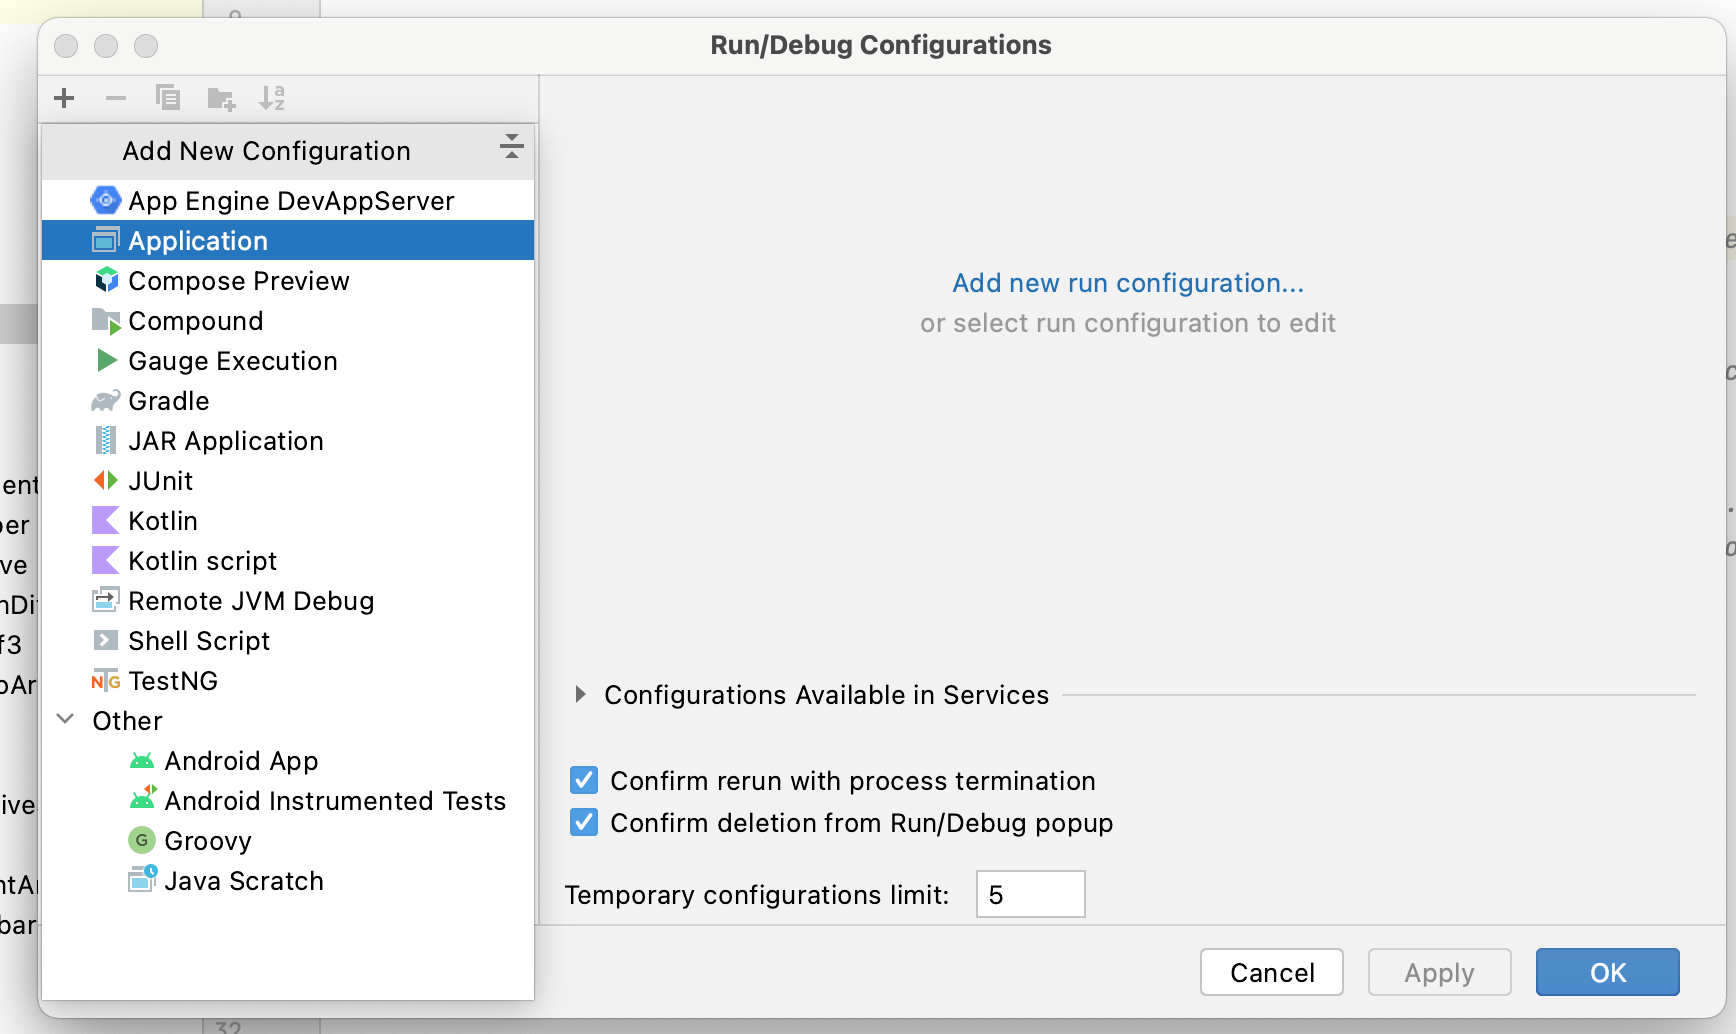 9
Run/Debug Configurations
Add New Configuration
App Engine DevAppServer
Application
Compose Preview
Compound
Gauge Execution
Gradle
JAR Application
JUnit
Kotlin
Kotlin script
Remote JVM Debug
Shell Script
TestNG
Other
Android App
Android Instrumented Tests
Groovy
Java Scratch
Add new run configuration...
or select run configuration to edit
Configurations Available in Services
Confirm rerun with process termination
Confirm deletion from Run/Debug popup
Temporary configurations limit: 5
Cancel
Apply
OK
32